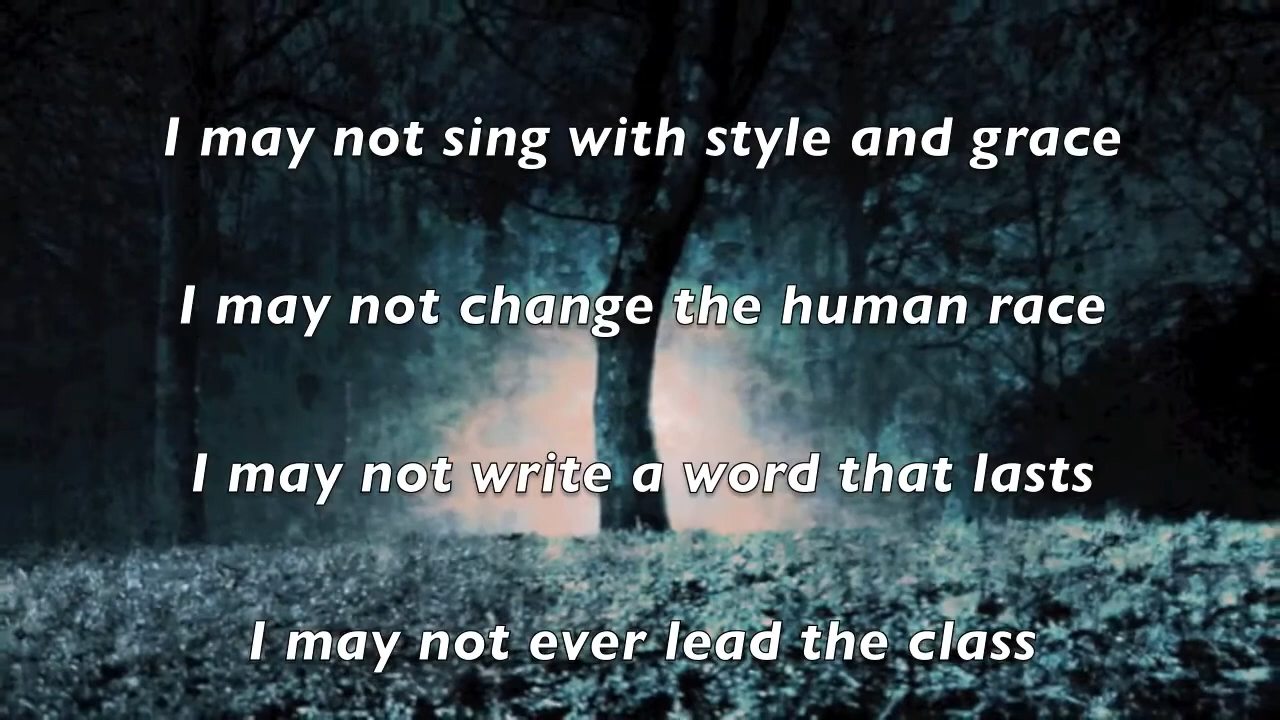 I may not sing with style and grace
I may not change the human race
I may not write a word that lasts
I may not ever lead the class